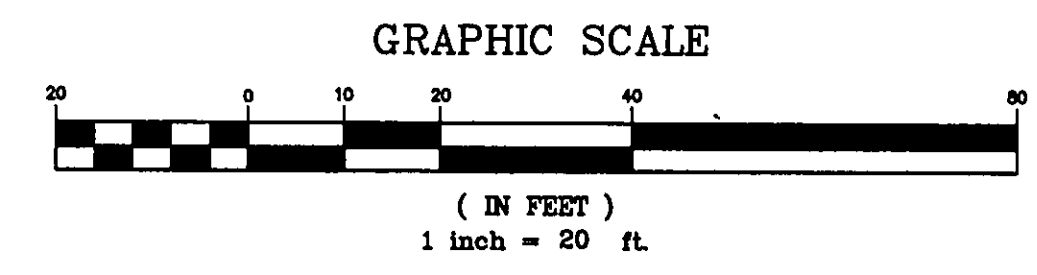 GRAPHIC SCALE
20 0 10 20 40 80
( IN FEET )
1 inch = 20 ft.